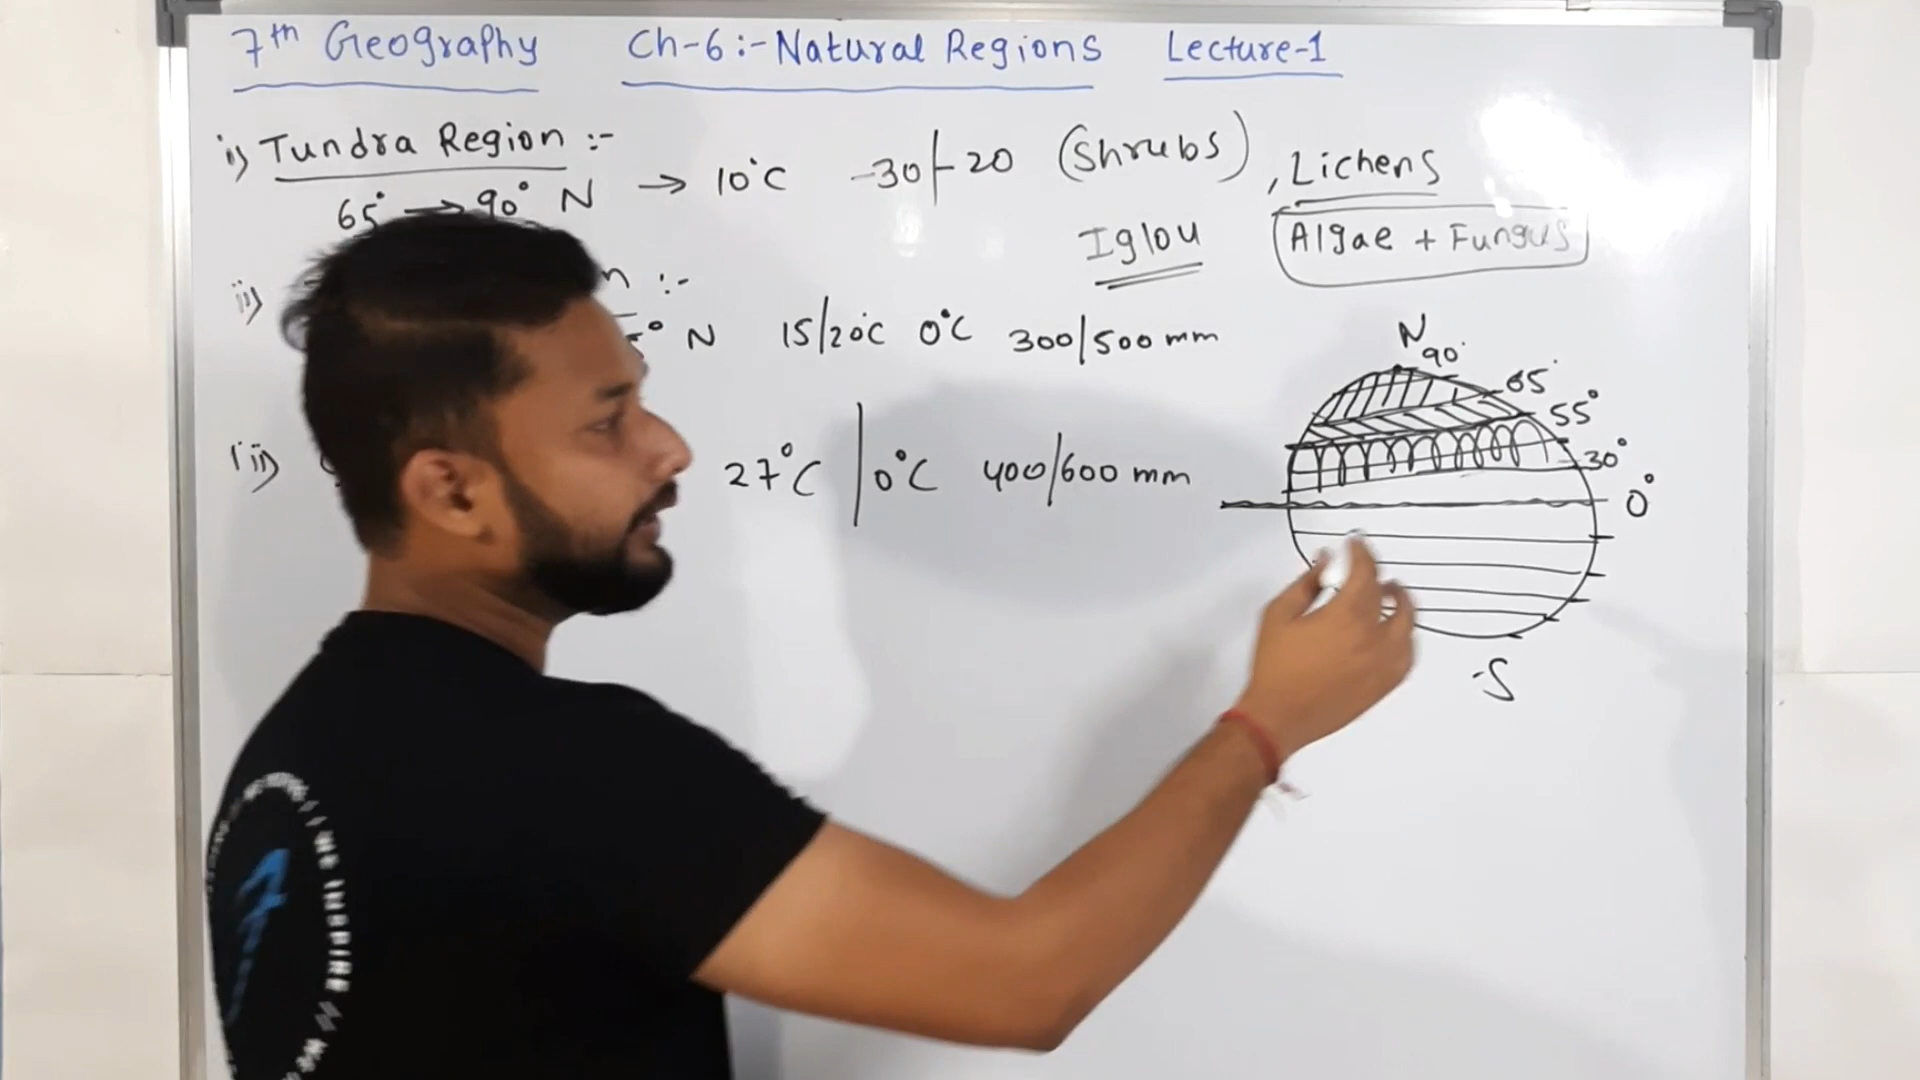 7th Geography Ch-6:- Natural Regions Lecture-1
i) Tundra Region :-
65° → 90° N → 10°C -30/-20 (Shrubs) , Lichens
Iglou Algae + Fungus
ii) n :-
° N 15/20°C 0°C 300/500 mm
iii) 27°C | 0°C 400/600 mm
N
90°
65°
55°
30°
0°
S